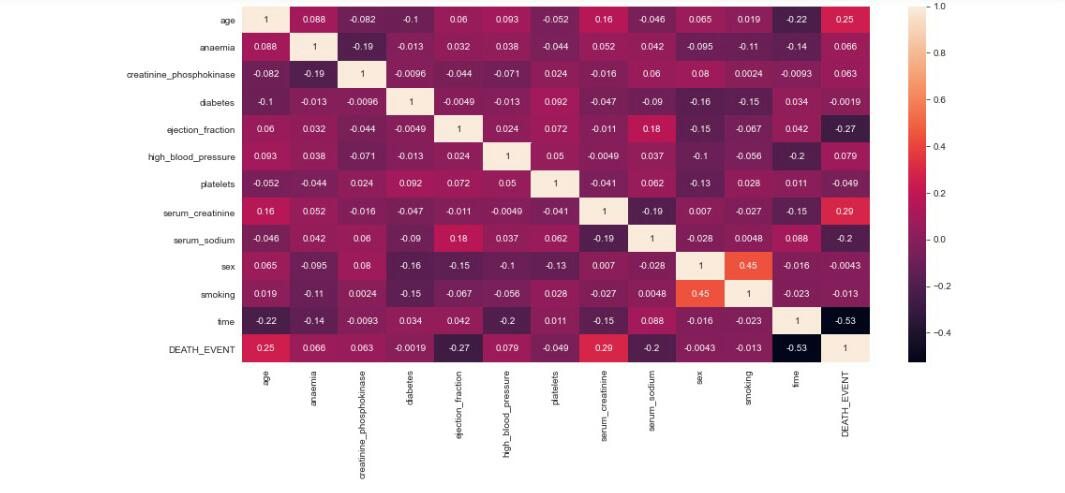 age 1 0.088 -0.082 -0.1 0.06 0.093 -0.052 0.16 -0.046 0.065 0.019 -0.22 0.25
anaemia 0.088 1 -0.19 -0.013 0.032 0.038 -0.044 0.052 0.042 -0.095 -0.11 -0.14 0.066
creatinine_phosphokinase -0.082 -0.19 1 -0.0096 -0.044 -0.071 0.024 -0.016 0.06 0.08 0.0024 -0.0093 0.063
diabetes -0.1 -0.013 -0.0096 1 -0.0049 -0.013 0.092 -0.047 -0.09 -0.16 -0.15 0.034 -0.0019
ejection_fraction 0.06 0.032 -0.044 -0.0049 1 0.024 0.072 -0.011 0.18 -0.15 -0.067 0.042 -0.27
high_blood_pressure 0.093 0.038 -0.071 -0.013 0.024 1 0.05 -0.0049 0.037 -0.1 -0.056 -0.2 0.079
platelets -0.052 -0.044 0.024 0.092 0.072 0.05 1 -0.041 0.062 -0.13 0.028 0.011 -0.049
serum_creatinine 0.16 0.052 -0.016 -0.047 -0.011 -0.0049 -0.041 1 -0.19 0.007 -0.027 -0.15 0.29
serum_sodium -0.046 0.042 0.06 -0.09 0.18 0.037 0.062 -0.19 1 -0.028 0.0048 0.088 -0.2
sex 0.065 -0.095 0.08 -0.16 -0.15 -0.1 -0.13 0.007 -0.028 1 0.45 -0.016 -0.0043
smoking 0.019 -0.11 0.0024 -0.15 -0.067 -0.056 0.028 -0.027 0.0048 0.45 1 -0.023 -0.013
time -0.22 -0.14 -0.0093 0.034 0.042 -0.2 0.011 -0.15 0.088 -0.016 -0.023 1 -0.53
DEATH_EVENT 0.25 0.066 0.063 -0.0019 -0.27 0.079 -0.049 0.29 -0.2 -0.0043 -0.013 -0.53 1
age
anaemia
creatinine_phosphokinase
diabetes
ejection_fraction
high_blood_pressure
platelets
serum_creatinine
serum_sodium
sex
smoking
time
DEATH_EVENT
1.0
0.8
0.6
0.4
0.2
0.0
−0.2
−0.4